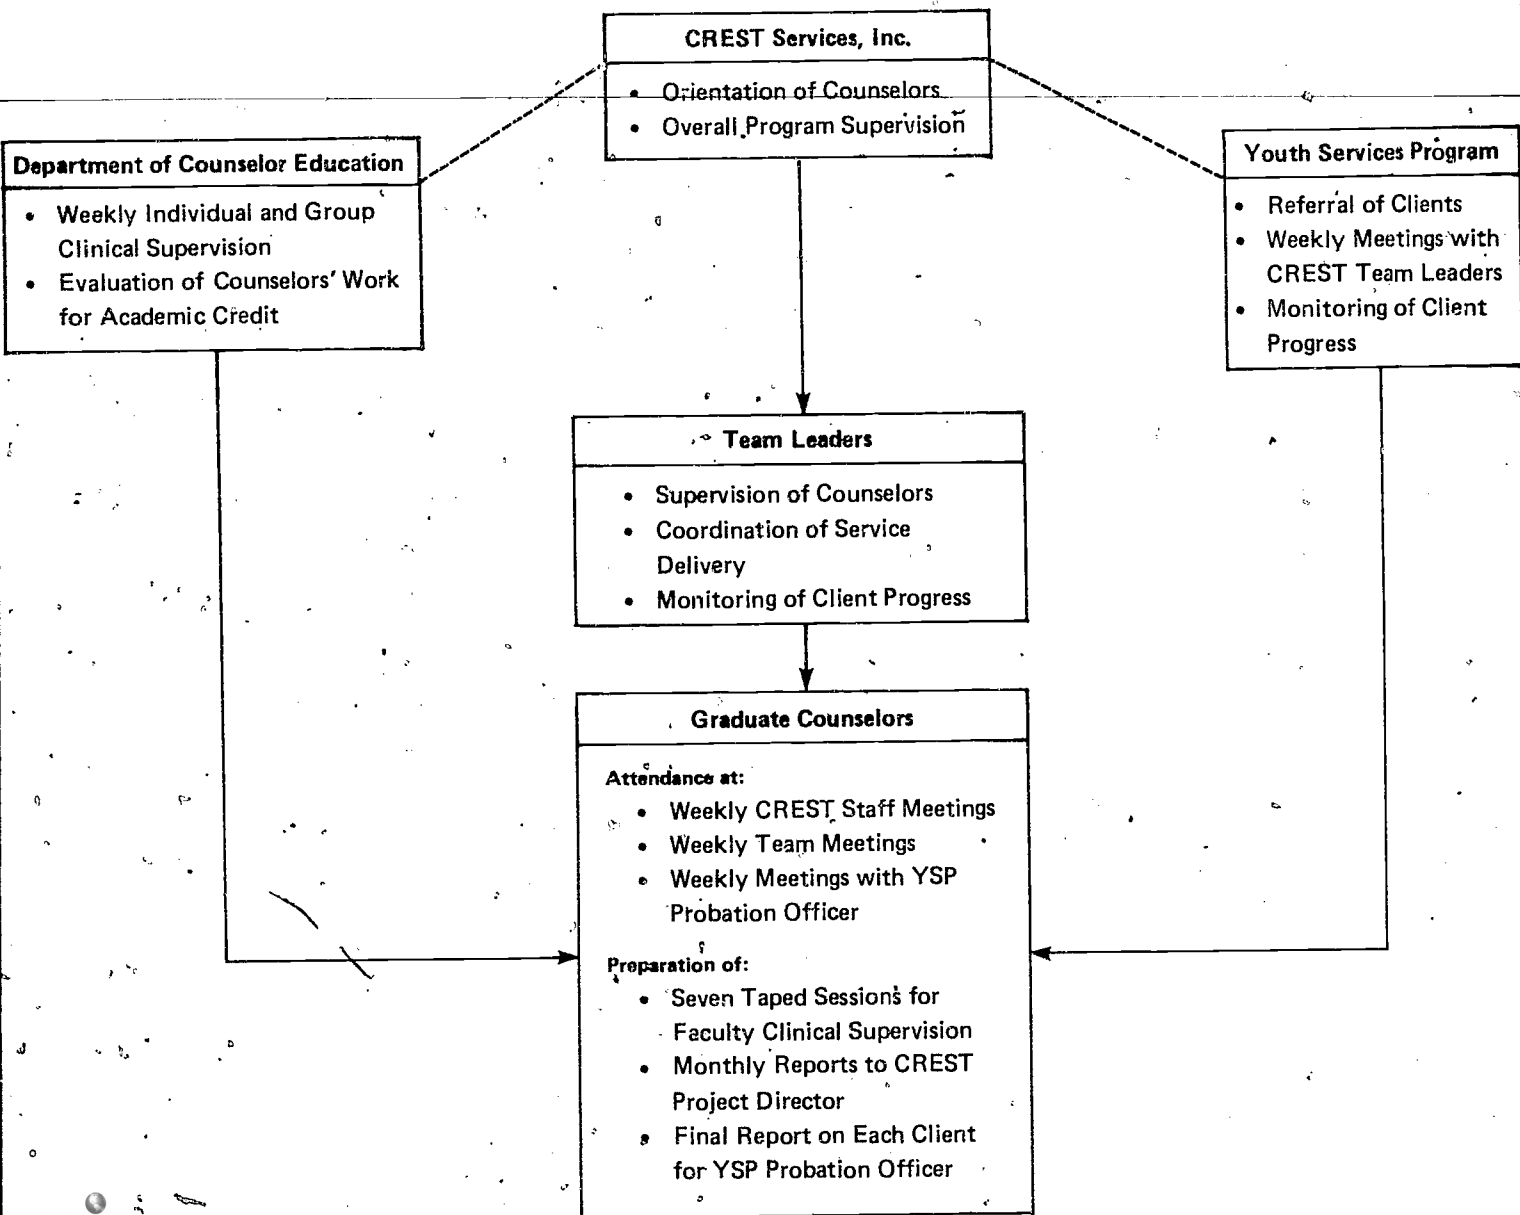 CREST Services, Inc.
• Orientation of Counselors
• Overall Program Supervision
Department of Counselor Education
• Weekly Individual and Group
Clinical Supervision
• Evaluation of Counselors' Work
for Academic Credit
Youth Services Program
• Referral of Clients
• Weekly Meetings with
CREST Team Leaders
• Monitoring of Client
Progress
Team Leaders
• Supervision of Counselors
• Coordination of Service
Delivery
• Monitoring of Client Progress
Graduate Counselors
Attendance at:
• Weekly CREST Staff Meetings
• Weekly Team Meetings
• Weekly Meetings with YSP
Probation Officer
Preparation of:
• Seven Taped Sessions for
Faculty Clinical Supervision
• Monthly Reports to CREST
Project Director
• Final Report on Each Client
for YSP Probation Officer